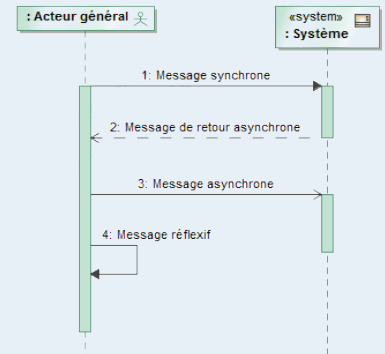 : Acteur général
«system»
: Système
1: Message synchrone
2: Message de retour asynchrone
3: Message asynchrone
4: Message réflexif